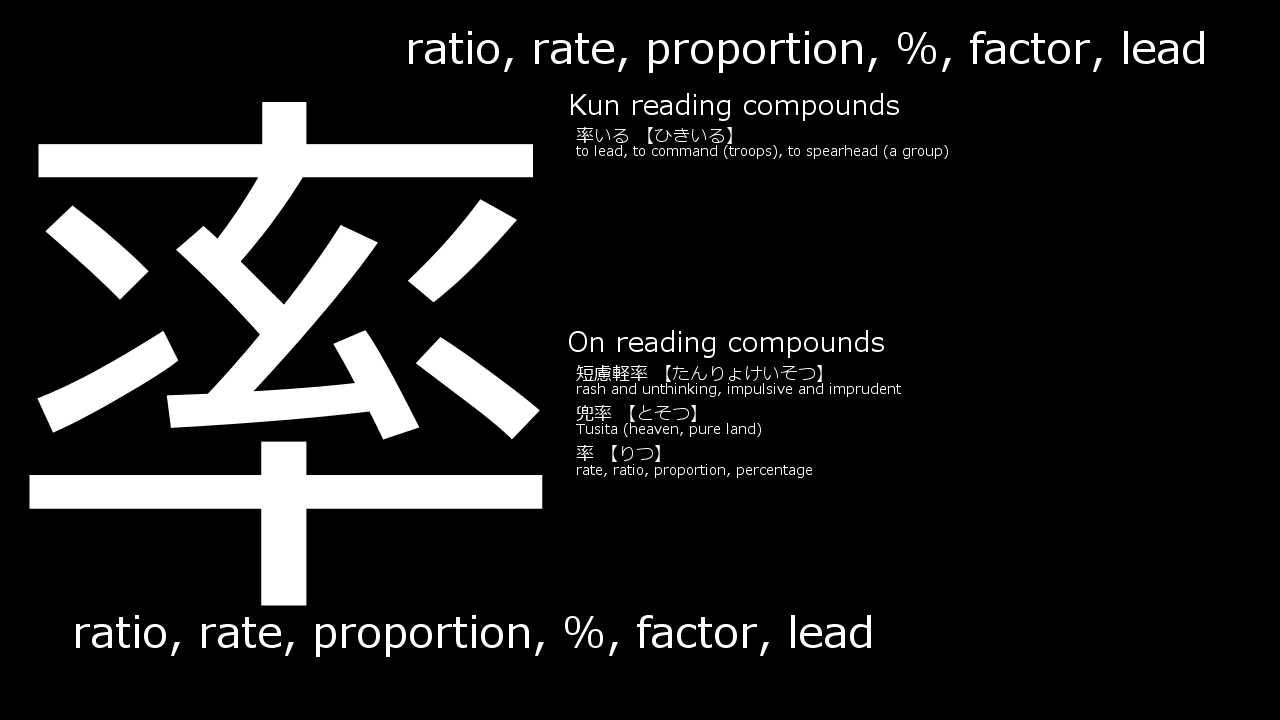 ratio, rate, proportion, %, factor, lead
率
Kun reading compounds
率いる 【ひきいる】
to lead, to command (troops), to spearhead (a group)
On reading compounds
短慮軽率 【たんりょけいそつ】
rash and unthinking, impulsive and imprudent
兜率 【とそつ】
Tusita (heaven, pure land)
率 【りつ】
rate, ratio, proportion, percentage
ratio, rate, proportion, %, factor, lead